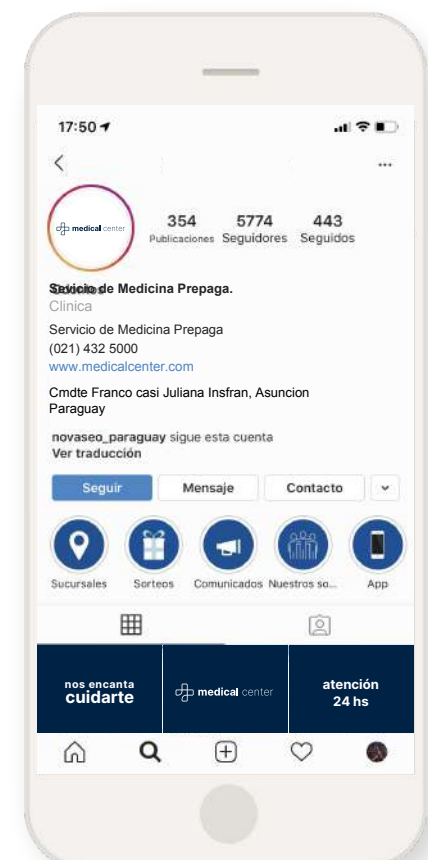 17:50
...
medical center
354 5774 443
Publicaciones Seguidores Seguidos
Sevicio de Medicina Prepaga.
Clinica
Servicio de Medicina Prepaga
(021) 432 5000
www.medicalcenter.com
Cmdte Franco casi Juliana Insfran, Asuncion
Paraguay
novaseo_paraguay sigue esta cuenta
Ver traducción
Seguir Mensaje Contacto
Sucursales Sorteos Comunicados Nuestros so... App
nos encanta
cuidarte
medical center
atención
24 hs